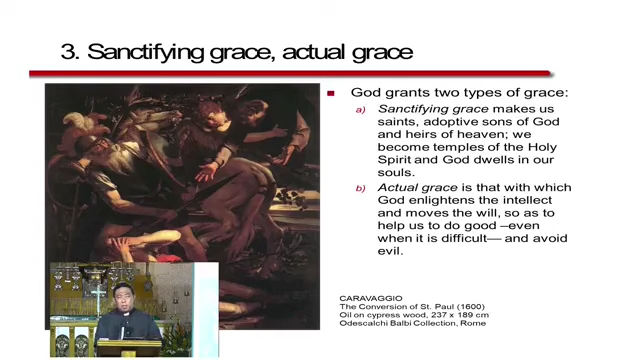 3. Sanctifying grace, actual grace
God grants two types of grace:
a) Sanctifying grace makes us
saints, adoptive sons of God
and heirs of heaven; we
become temples of the Holy
Spirit and God dwells in our
souls.
b) Actual grace is that with which
God enlightens the intellect
and moves the will, so as to
help us to do good –even
when it is difficult— and avoid
evil.
CARAVAGGIO
The Conversion of St. Paul (1600)
Oil on cypress wood, 237 x 189 cm
Odescalchi Balbi Collection, Rome